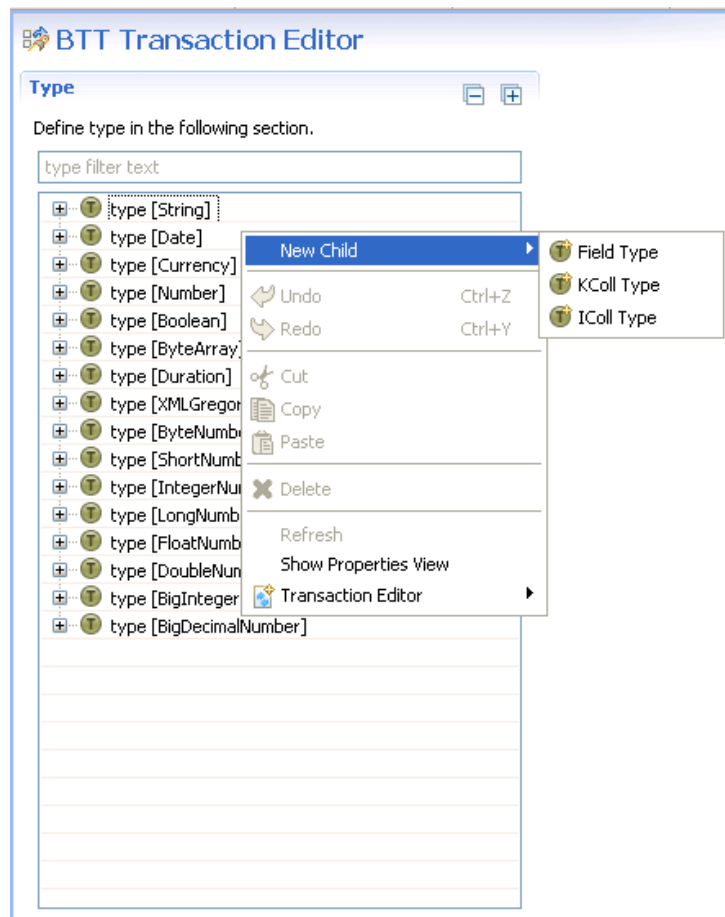 BTT Transaction Editor
Type
Define type in the following section.
type filter text
type [String]
type [Date]
type [Currency]
type [Number]
type [Boolean]
type [ByteArray]
type [Duration]
type [XMLGregor
type [ByteNumb
type [ShortNumb
type [IntegerNu
type [LongNumb
type [FloatNumb
type [DoubleNum
type [BigInteger
type [BigDecimalNumber]
New Child
Undo Ctrl+Z
Redo Ctrl+Y
Cut
Copy
Paste
Delete
Refresh
Show Properties View
Transaction Editor
Field Type
KColl Type
IColl Type